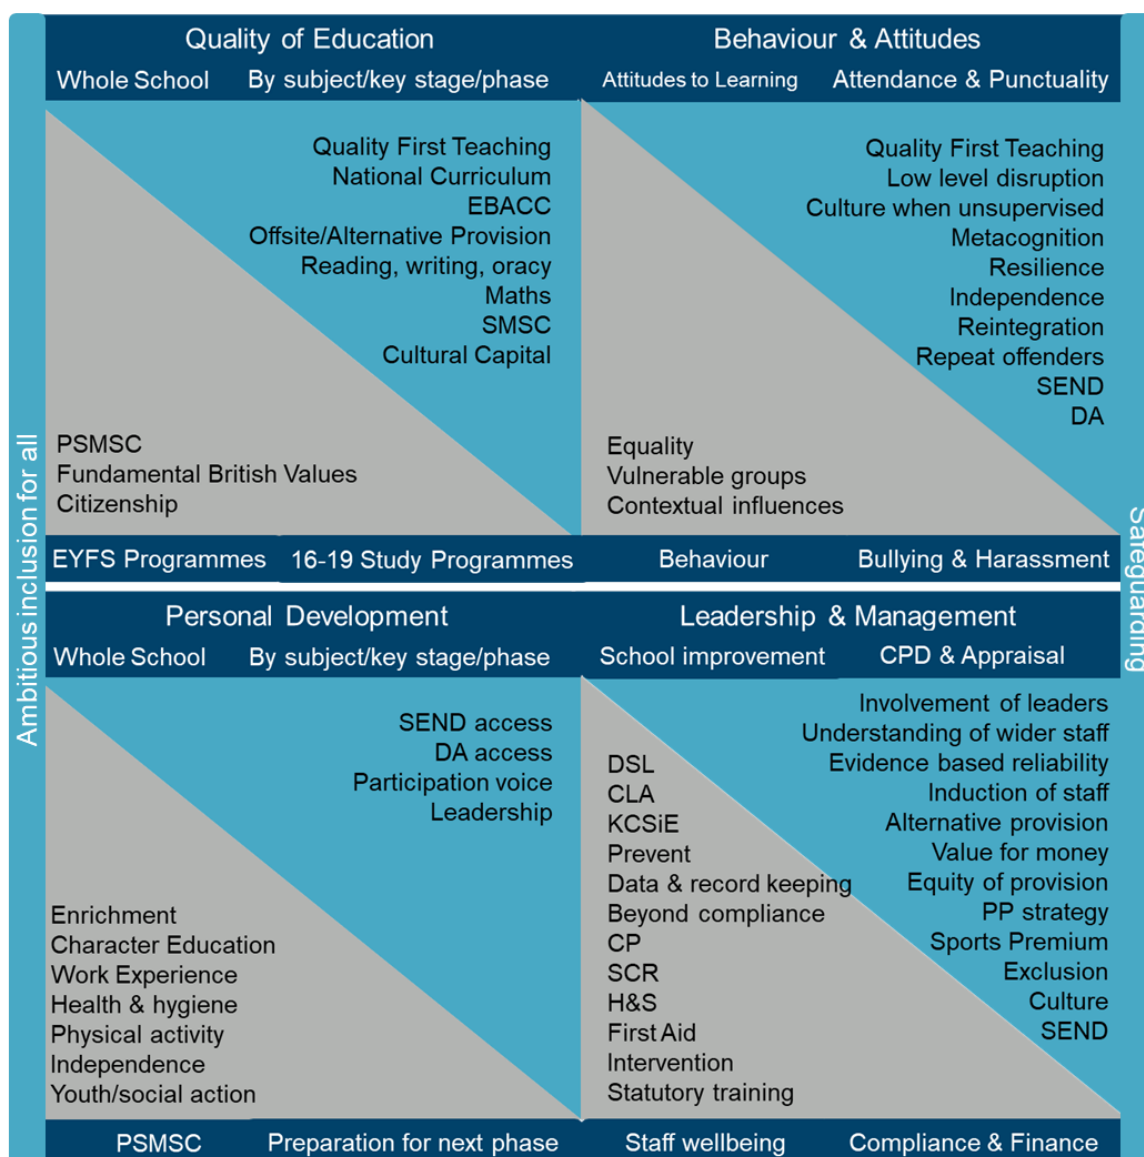 Quality of Education
Whole School
By subject/key stage/phase
Quality First Teaching
National Curriculum
EBACC
Offsite/Alternative Provision
Reading, writing, oracy
Maths
SMSC
Cultural Capital
PSMSC
Fundamental British Values
Citizenship
EYFS Programmes
16-19 Study Programmes
Behaviour & Attitudes
Attitudes to Learning
Attendance & Punctuality
Quality First Teaching
Low level disruption
Culture when unsupervised
Metacognition
Resilience
Independence
Reintegration
Repeat offenders
SEND
DA
Equality
Vulnerable groups
Contextual influences
Behaviour
Bullying & Harassment
Personal Development
Whole School
By subject/key stage/phase
SEND access
DA access
Participation voice
Leadership
Enrichment
Character Education
Work Experience
Health & hygiene
Physical activity
Independence
Youth/social action
PSMSC
Preparation for next phase
Leadership & Management
School improvement
CPD & Appraisal
Involvement of leaders
Understanding of wider staff
Evidence based reliability
Induction of staff
Alternative provision
Value for money
Equity of provision
PP strategy
Sports Premium
Exclusion
Culture
SEND
DSL
CLA
KCSiE
Prevent
Data & record keeping
Beyond compliance
CP
SCR
H&S
First Aid
Intervention
Statutory training
Staff wellbeing
Compliance & Finance
Ambitious inclusion for all
Safeguarding